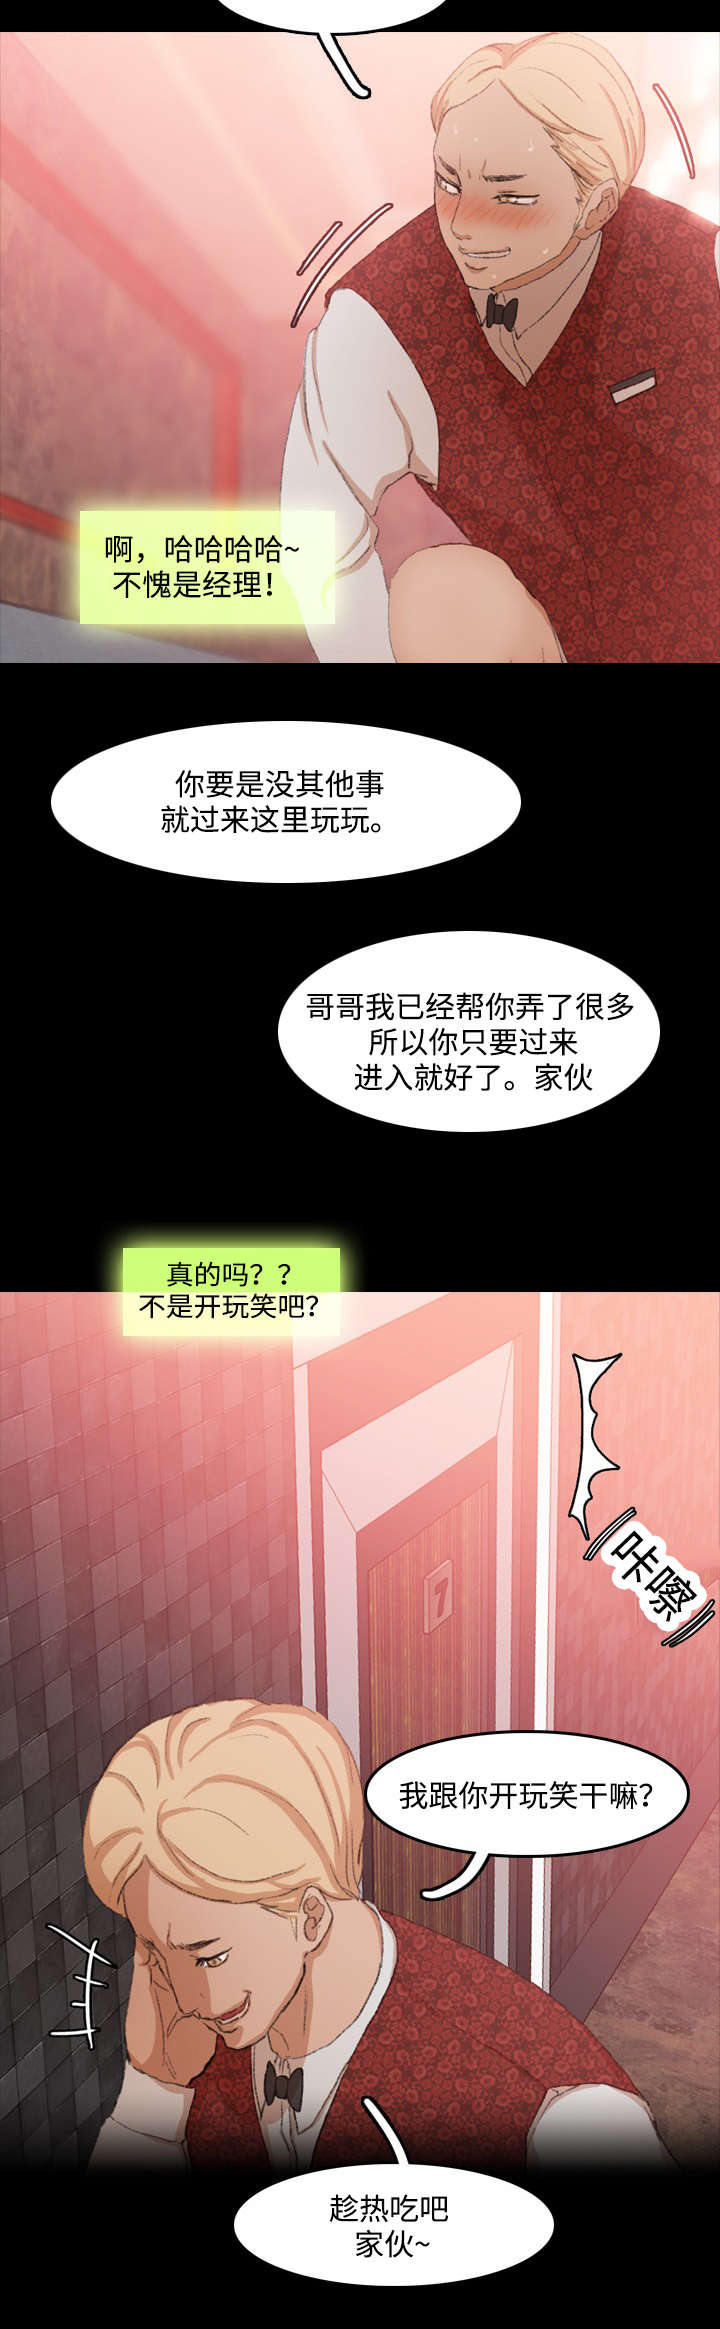 啊，哈哈哈哈~
不愧是经理！
你要是没其他事
就过来这里玩玩。
哥哥我已经帮你弄了很多
所以你只要过来
进入就好了。家伙
真的吗？？
不是开玩笑吧？
咔嚓
7
我跟你开玩笑干嘛？
趁热吃吧
家伙~